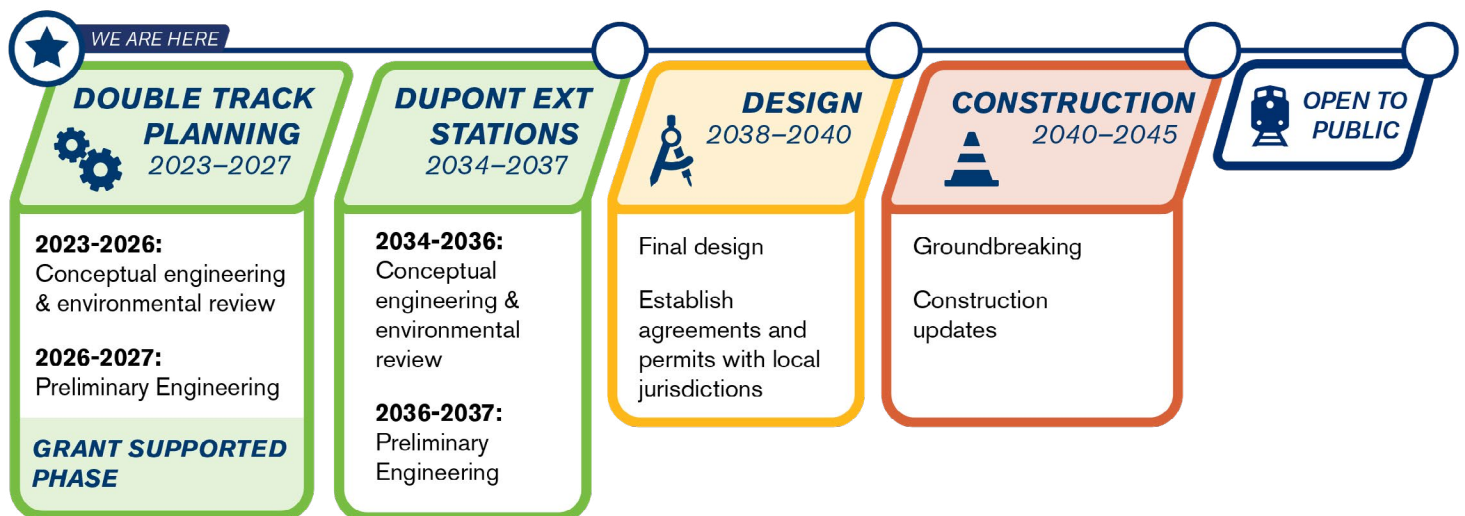 WE ARE HERE
DOUBLE TRACK
PLANNING
2023–2027
2023-2026:
Conceptual engineering
& environmental review
2026-2027:
Preliminary Engineering
GRANT SUPPORTED
PHASE
DUPONT EXT
STATIONS
2034–2037
2034-2036:
Conceptual
engineering &
environmental
review
2036-2037:
Preliminary
Engineering
DESIGN
2038–2040
Final design
Establish
agreements and
permits with local
jurisdictions
CONSTRUCTION
2040–2045
Groundbreaking
Construction
updates
OPEN TO
PUBLIC